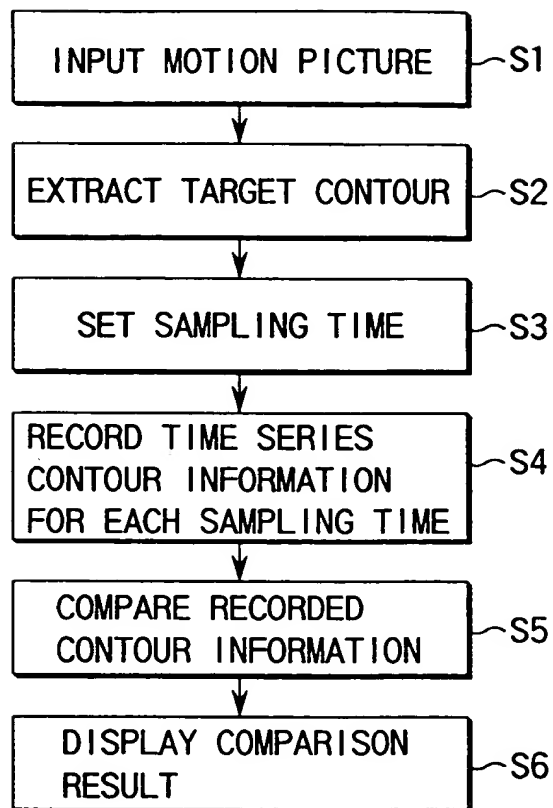 INPUT MOTION PICTURE
S1
EXTRACT TARGET CONTOUR
S2
SET SAMPLING TIME
S3
RECORD TIME SERIES
CONTOUR INFORMATION
FOR EACH SAMPLING TIME
S4
COMPARE RECORDED
CONTOUR INFORMATION
S5
DISPLAY COMPARISON
RESULT
S6